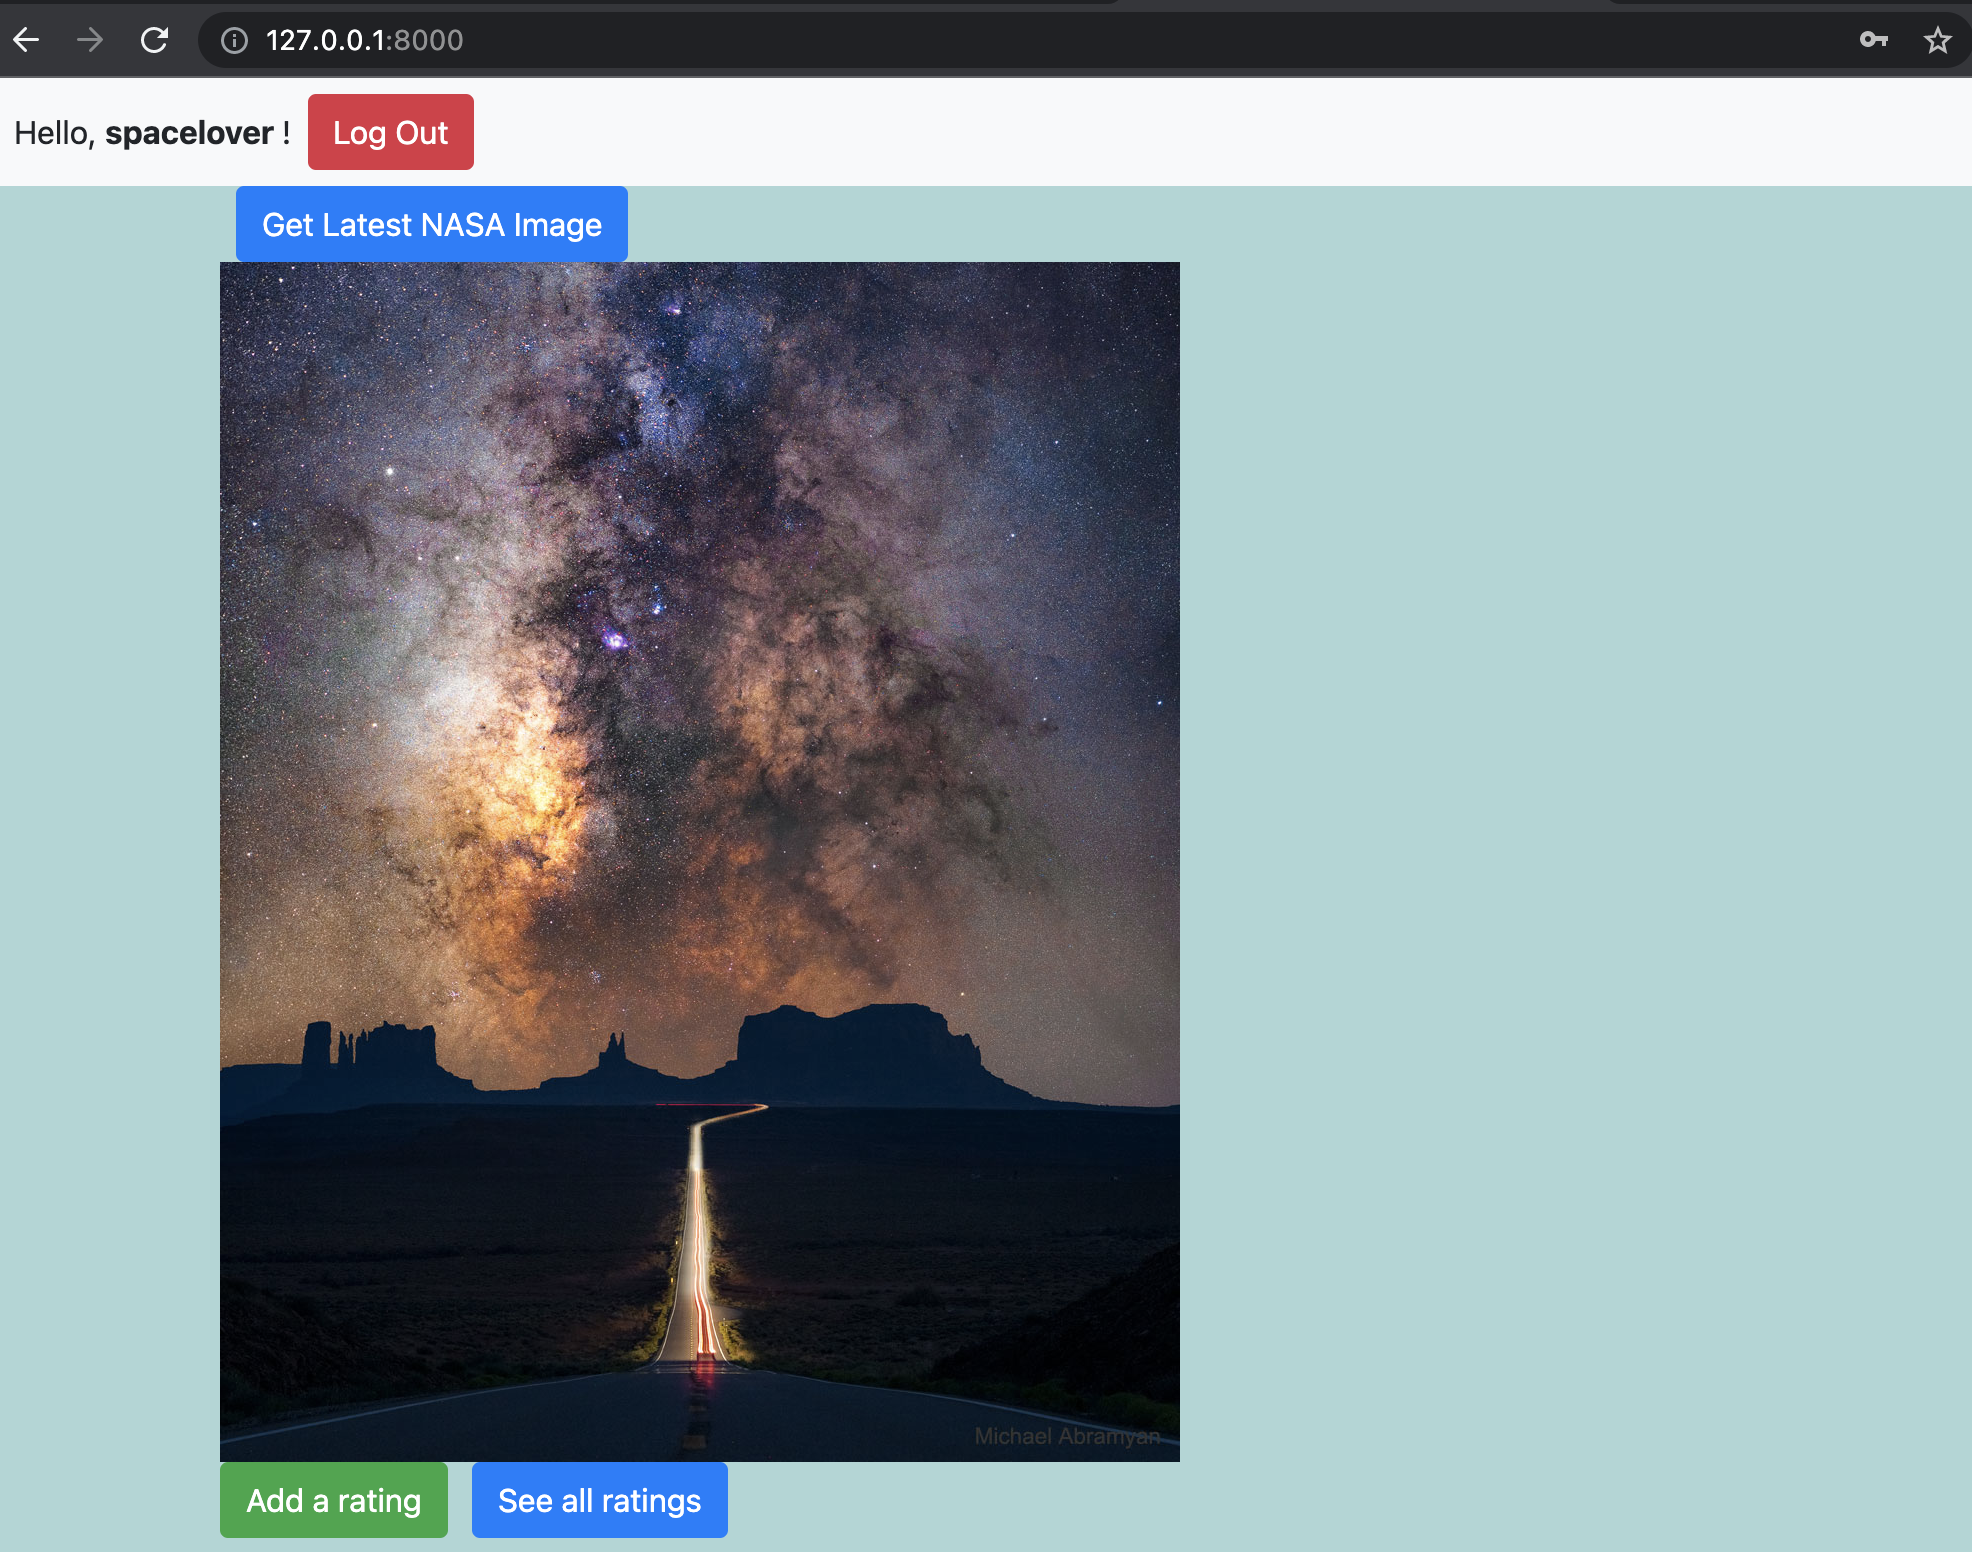 127.0.0.1:8000
Hello, spacelover ! Log Out
Get Latest NASA Image
Michael Abramyan
Add a rating See all ratings